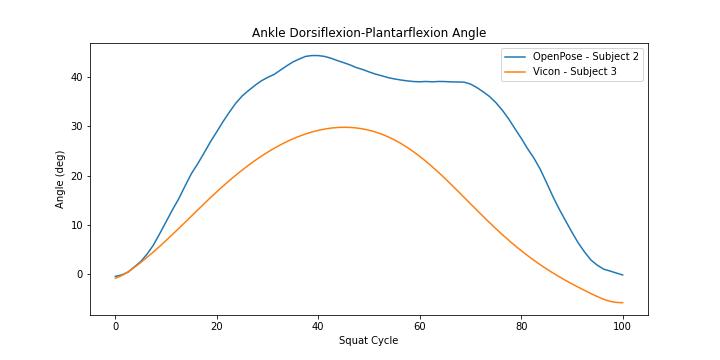 Ankle Dorsiflexion-Plantarflexion Angle
OpenPose - Subject 2
Vicon - Subject 3
Angle (deg)
40
30
20
10
0
0 20 40 60 80 100
Squat Cycle